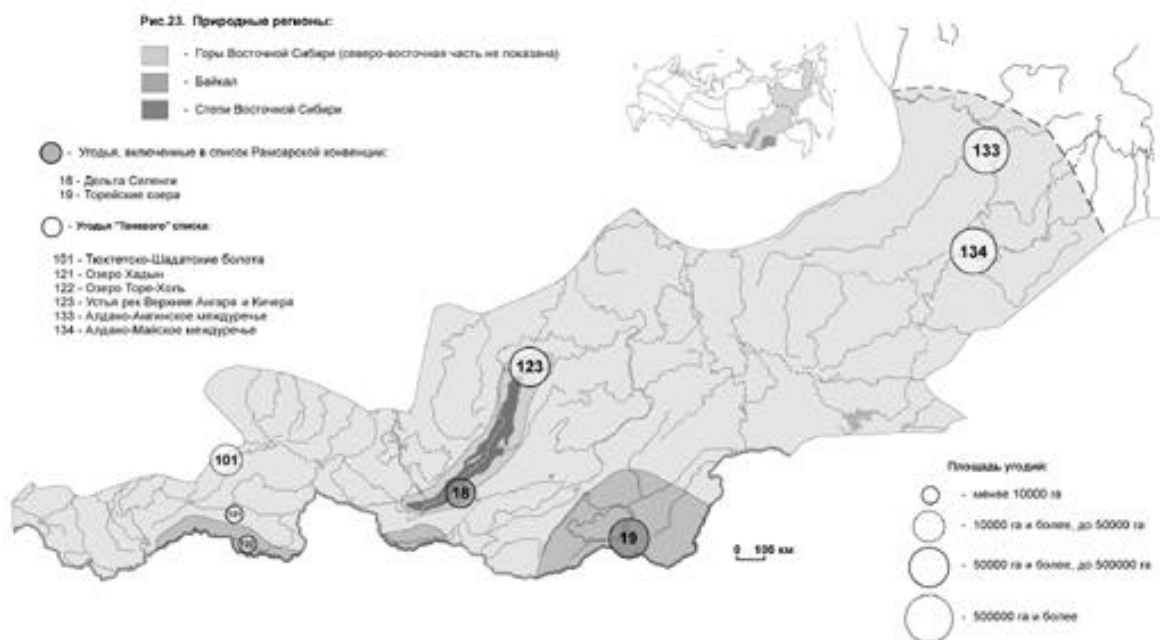 Рис.23. Природные регионы:
- Горы Восточной Сибири (северо-восточная часть не показана)
- Байкал
- Степи Восточной Сибири
- Угодья, включенные в список Рамсарской конвенции:
18 - Дельта Селенги
19 - Торейские озера
- Угодья "Теневого" списка:
101 - Тюхтетско-Шадатские болота
121 - Озеро Хадын
122 - Озеро Торе-Холь
123 - Устья рек Верхняя Ангара и Кичера
133 - Алдано-Амгинское междуречье
134 - Алдано-Майское междуречье
133
134
123
101
18
121
19
0 100 км
Площадь угодий:
- менее 10000 га
- 10000 га и более, до 50000 га
- 50000 га и более, до 500000 га
- 500000 га и более